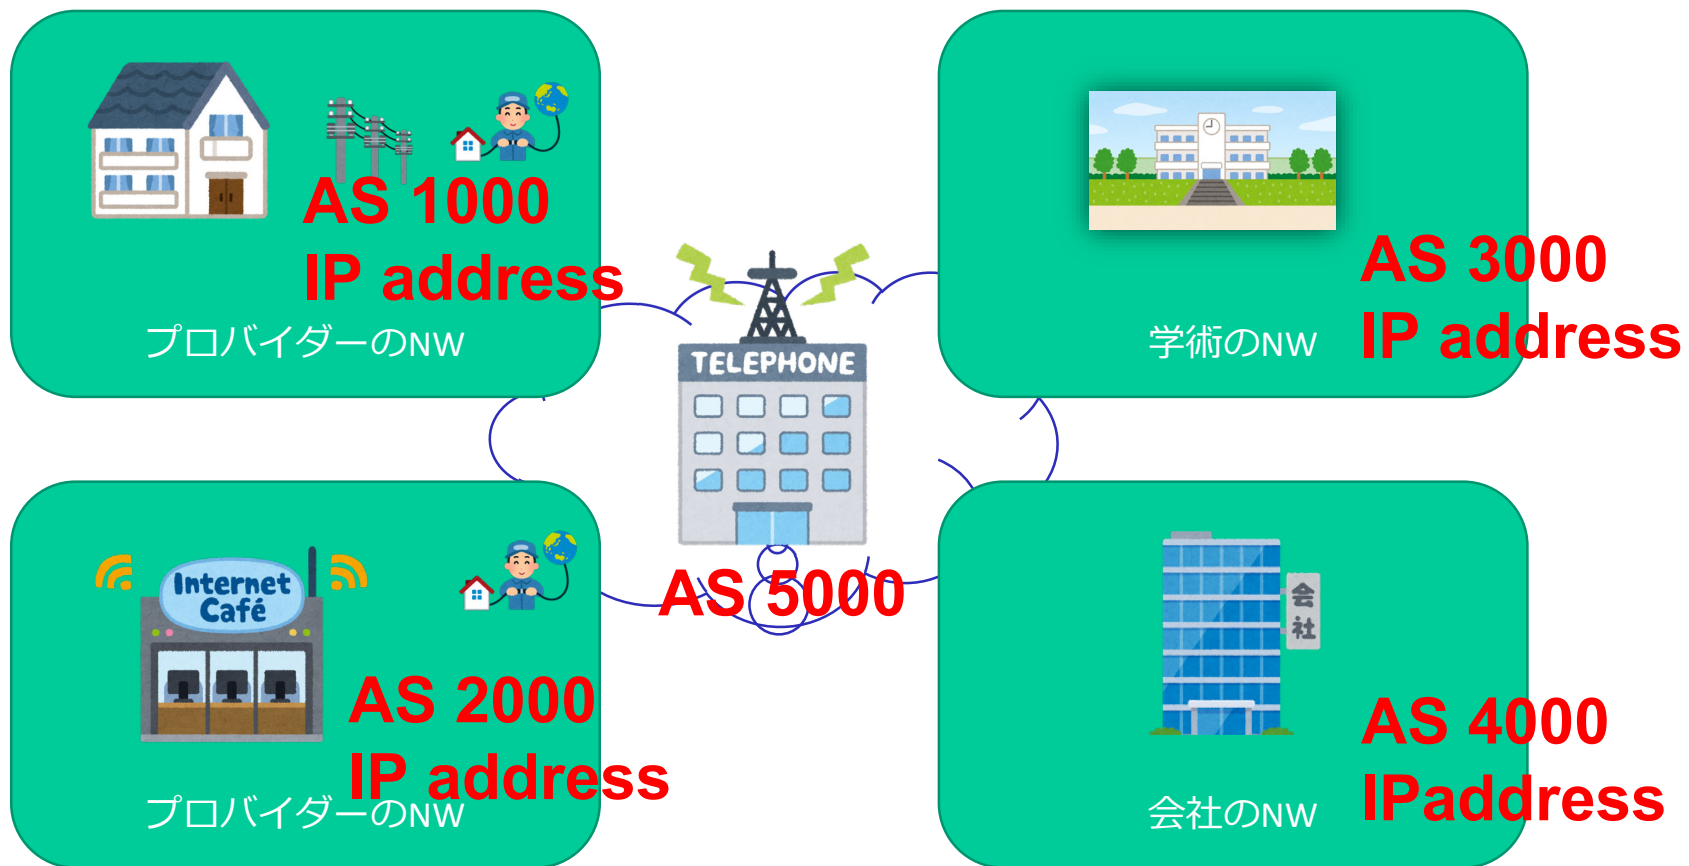 AS 1000
IP address
プロバイダーのNW
AS 3000
IP address
学術のNW
TELEPHONE
AS 5000
Internet
Café
AS 2000
IP address
プロバイダーのNW
会
社
AS 4000
IPaddress
会社のNW